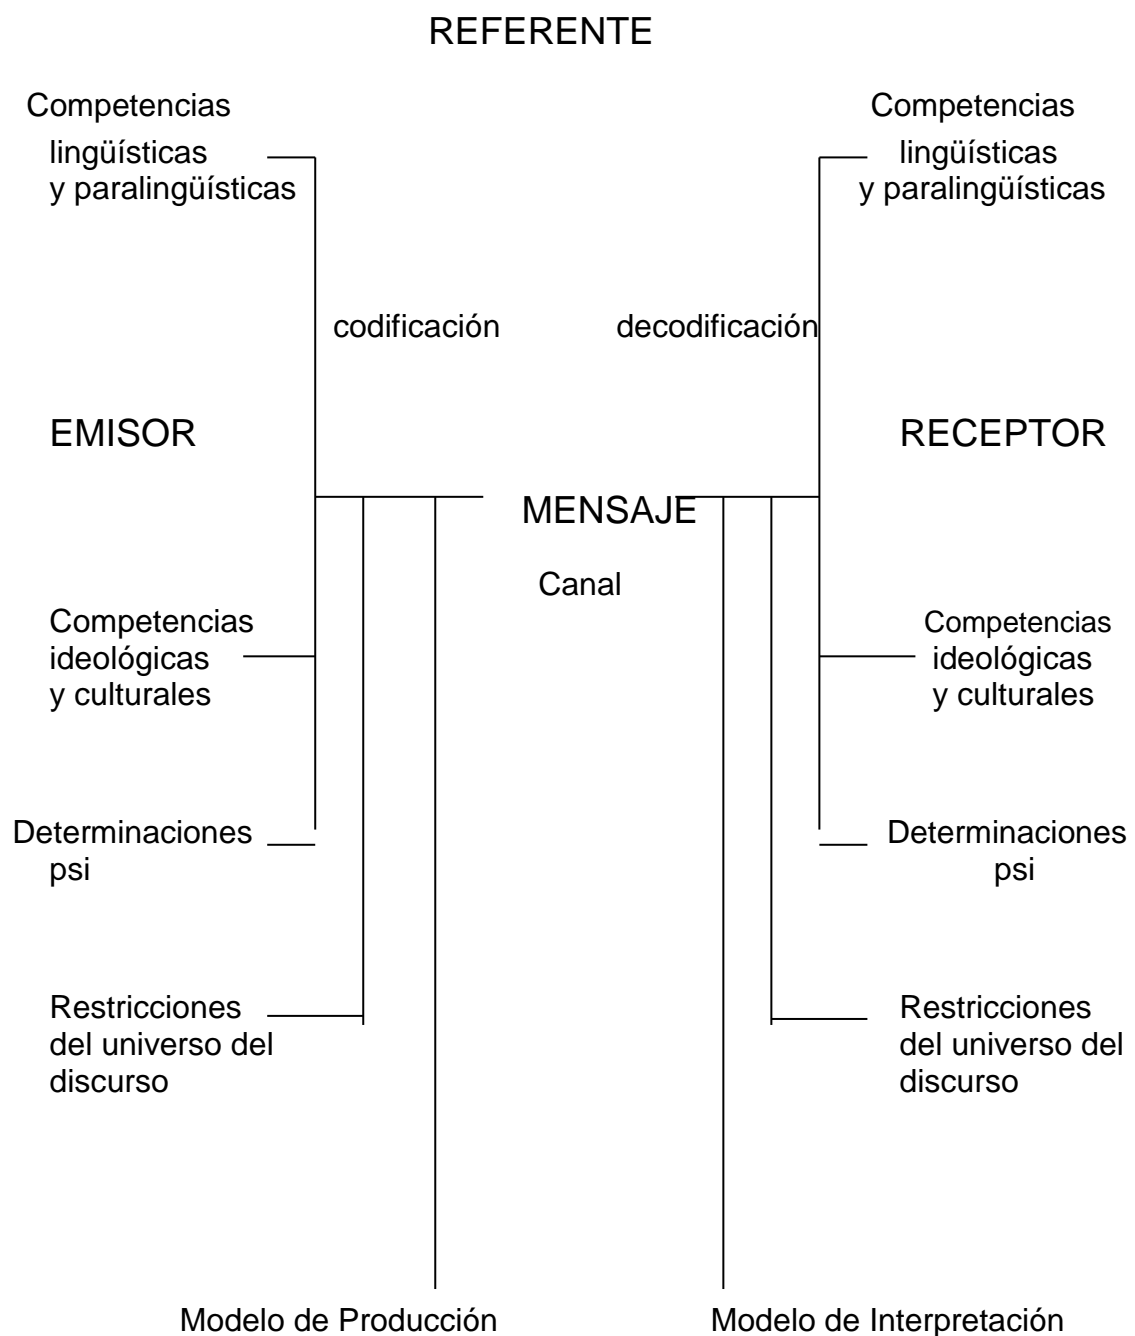 REFERENTE
Competencias
lingüísticas
y paralingüísticas
Competencias
lingüísticas
y paralingüísticas
codificación
decodificación
EMISOR
RECEPTOR
MENSAJE
Canal
Competencias
ideológicas
y culturales
Competencias
ideológicas
y culturales
Determinaciones
psi
Determinaciones
psi
Restricciones
del universo del
discurso
Restricciones
del universo del
discurso
Modelo de Producción
Modelo de Interpretación